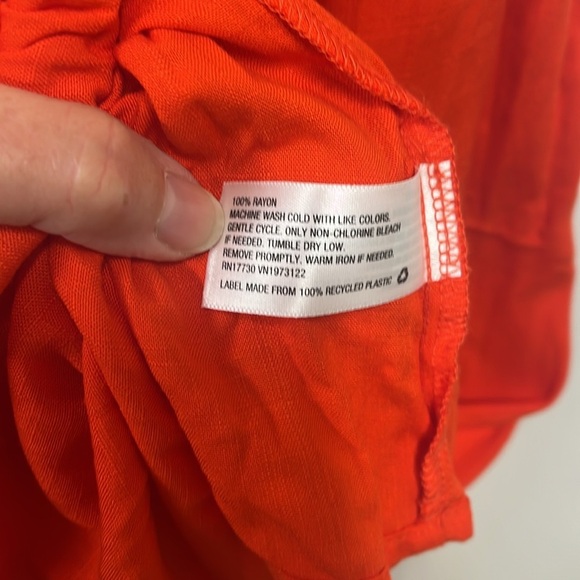 100% RAYON
MACHINE WASH COLD WITH LIKE COLORS.
GENTLE CYCLE. ONLY NON-CHLORINE BLEACH
IF NEEDED. TUMBLE DRY LOW.
REMOVE PROMPTLY. WARM IRON IF NEEDED.
RN17730 VN1973122
LABEL MADE FROM 100% RECYCLED PLASTIC